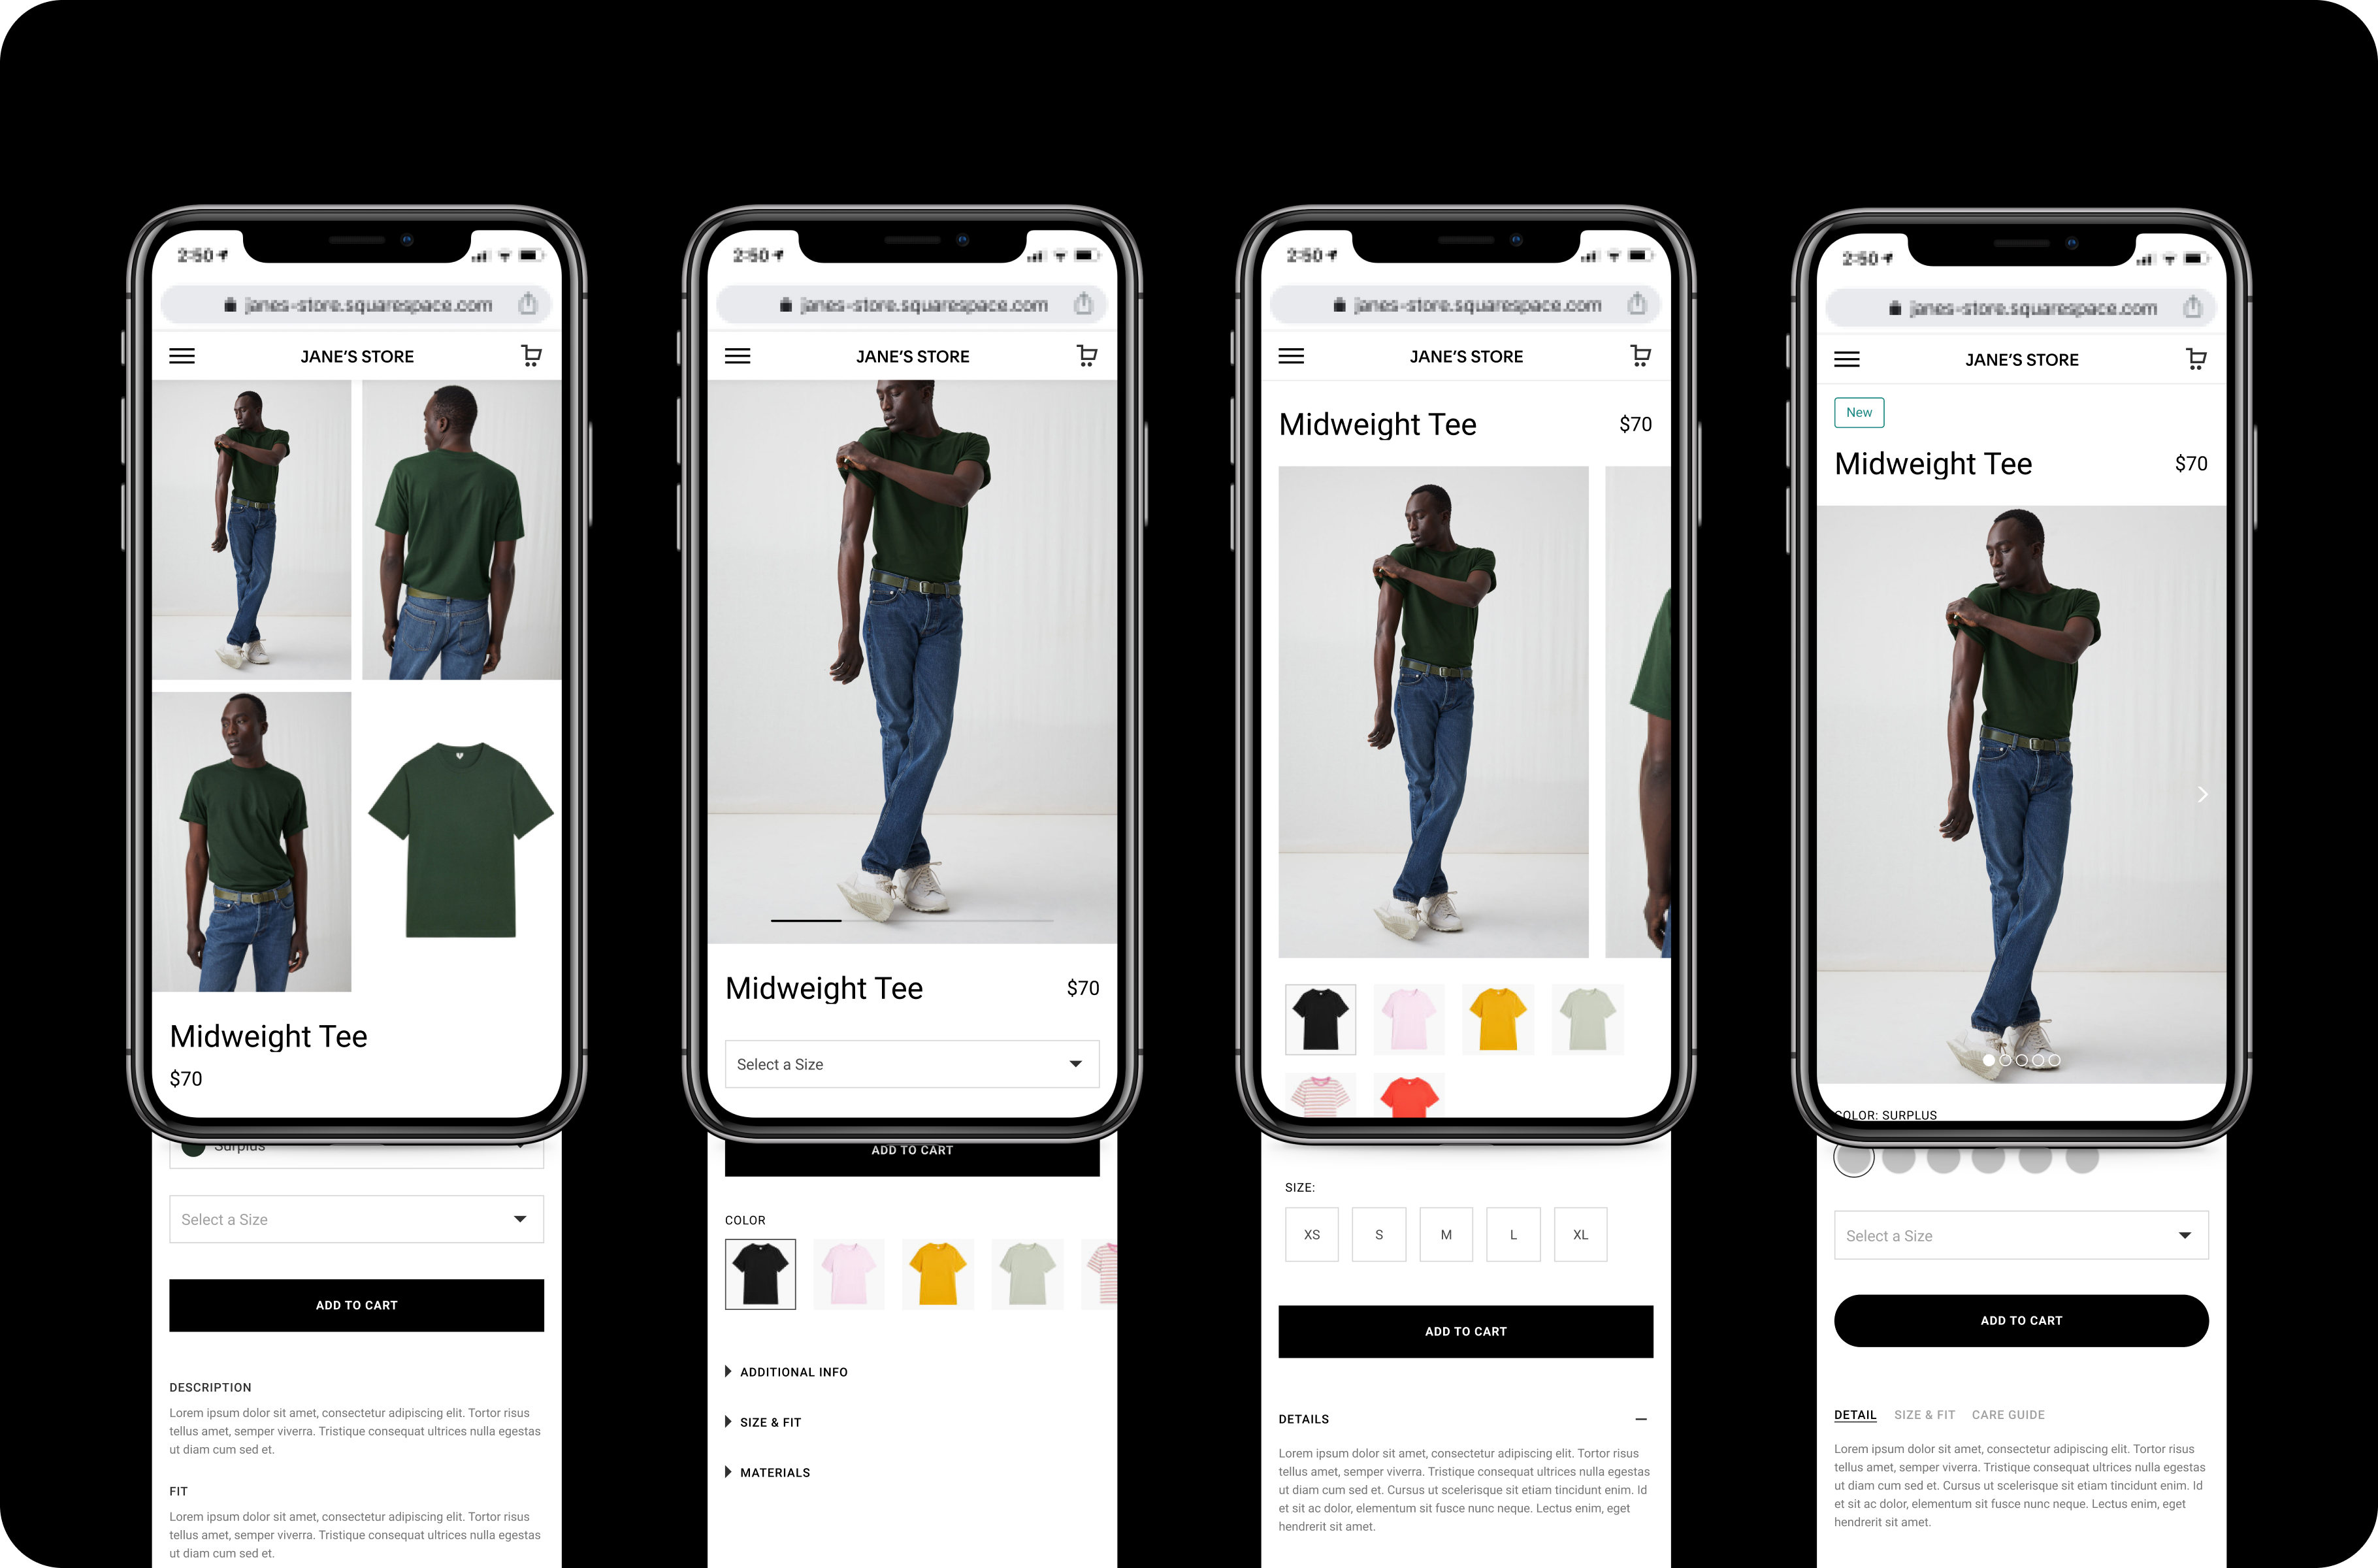 2:50
janes-store.squarespace.com
JANE'S STORE
Midweight Tee
$70
Surplus
Select a Size
ADD TO CART
DESCRIPTION
Lorem ipsum dolor sit amet, consectetur adipiscing elit. Tortor risus
tellus amet, semper viverra. Tristique consequat ultrices nulla egestas
ut diam cum sed et.
FIT
Lorem ipsum dolor sit amet, consectetur adipiscing elit. Tortor risus
tellus amet, semper viverra. Tristique consequat ultrices nulla egestas
ut diam cum sed et.
2:50
janes-store.squarespace.com
JANE'S STORE
Midweight Tee
$70
Select a Size
ADD TO CART
COLOR
ADDITIONAL INFO
SIZE & FIT
MATERIALS
2:50
janes-store.squarespace.com
JANE'S STORE
Midweight Tee
$70
SIZE:
XS
S
M
L
XL
ADD TO CART
DETAILS
Lorem ipsum dolor sit amet, consectetur adipiscing elit. Tortor risus
tellus amet, semper viverra. Tristique consequat ultrices nulla egestas
ut diam cum sed et. Cursus ut scelerisque sit etiam tincidunt enim. Id
et sit ac dolor, elementum sit fusce nunc neque. Lectus enim, eget
hendrerit sit amet.
2:50
janes-store.squarespace.com
JANE'S STORE
New
Midweight Tee
$70
COLOR: SURPLUS
Select a Size
ADD TO CART
DETAIL
SIZE & FIT
CARE GUIDE
Lorem ipsum dolor sit amet, consectetur adipiscing elit. Tortor risus
tellus amet, semper viverra. Tristique consequat ultrices nulla egestas
ut diam cum sed et. Cursus ut scelerisque sit etiam tincidunt enim. Id
et sit ac dolor, elementum sit fusce nunc neque. Lectus enim, eget
hendrerit sit amet.